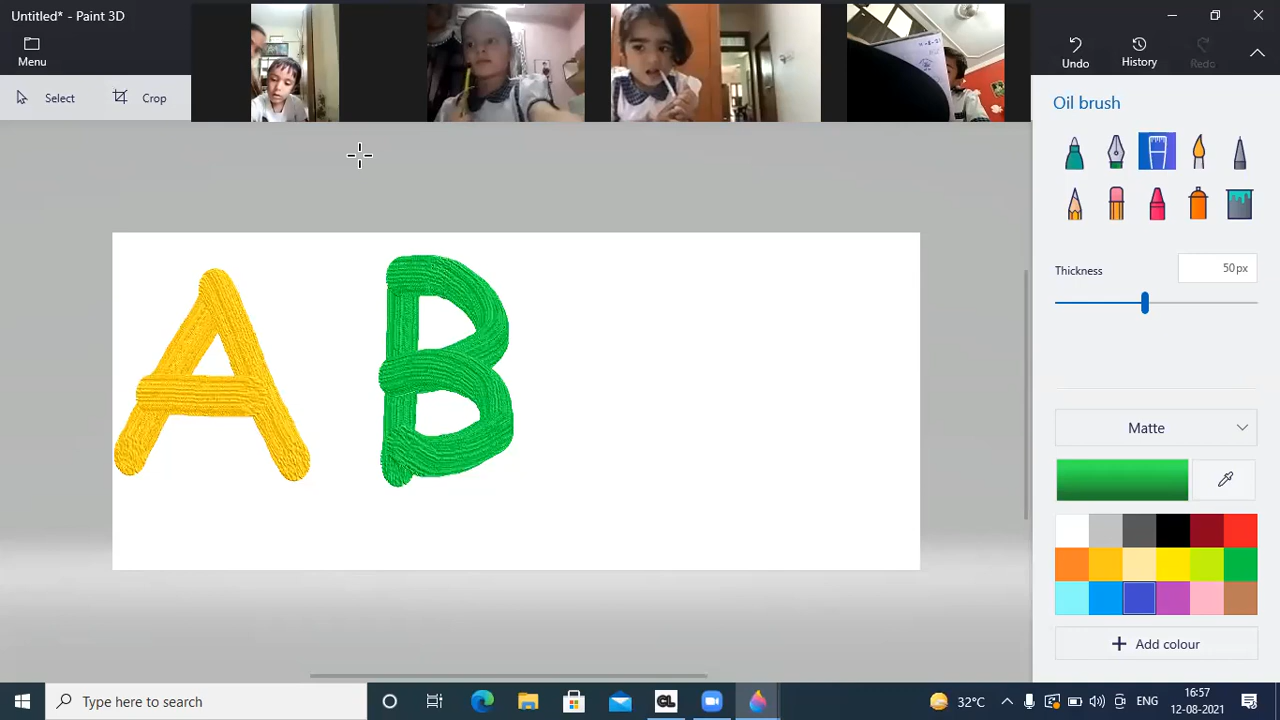 Untitled* - Paint 3D
Menu
Undo
History
Redo
Select
Crop
Oil brush
Thickness
50px
A B
Matte
Add colour
Type here to search
CL
32°C
ENG
16:57
12-08-2021